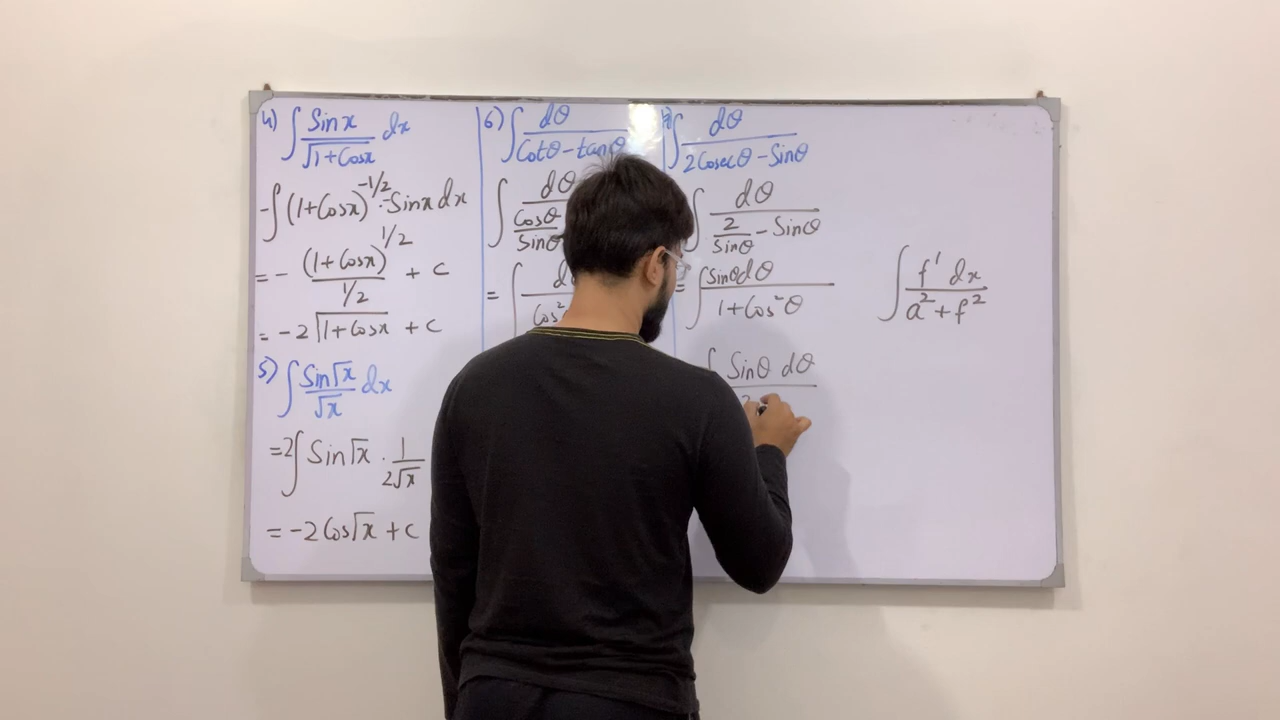 4) ∫ Sinx / √(1+Cosx) dx
-∫ (1+Cosx)^(-1/2) · -Sinx dx
= - (1+Cosx)^(1/2) / (1/2) + c
= -2 √(1+Cosx) + c
5) ∫ Sin√x / √x dx
= 2∫ Sin√x · 1 / (2√x)
= -2 Cos√x + c
6) ∫ dθ / (Cotθ - tanθ)
∫ dθ / (Cosθ / Sinθ
= ∫ d / Cos²
∫ dθ / (2Cosecθ - Sinθ)
∫ dθ / (2 / Sinθ - Sinθ)
= ∫ Sinθ dθ / (1+Cos²θ)
∫ Sinθ dθ
∫ f' dx / (a² + f²)